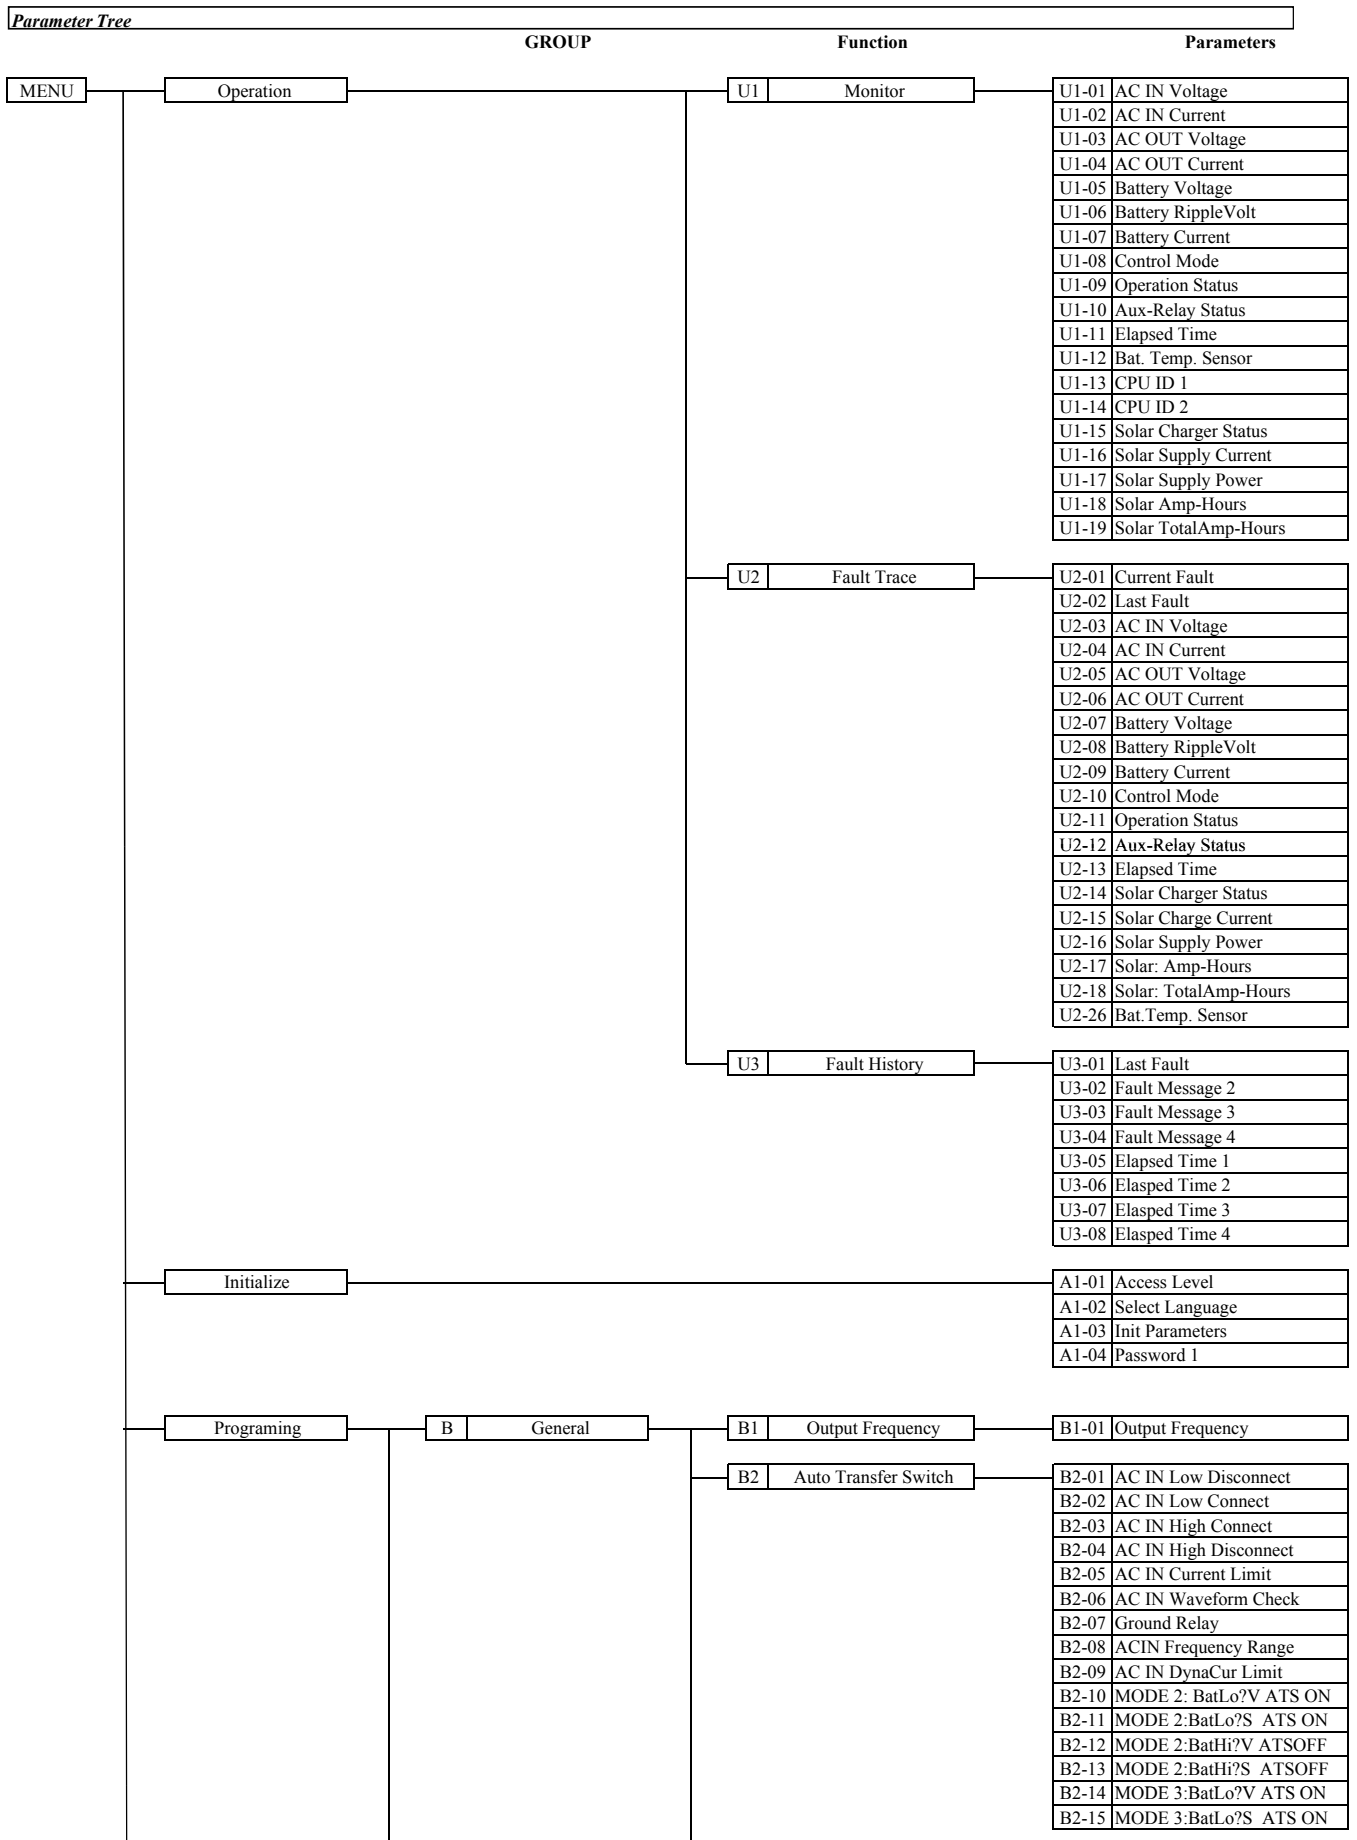 Parameter Tree
GROUP Function Parameters
MENU Operation U1 Monitor U1-01 AC IN Voltage
U1-02 AC IN Current
U1-03 AC OUT Voltage
U1-04 AC OUT Current
U1-05 Battery Voltage
U1-06 Battery RippleVolt
U1-07 Battery Current
U1-08 Control Mode
U1-09 Operation Status
U1-10 Aux-Relay Status
U1-11 Elapsed Time
U1-12 Bat. Temp. Sensor
U1-13 CPU ID 1
U1-14 CPU ID 2
U1-15 Solar Charger Status
U1-16 Solar Supply Current
U1-17 Solar Supply Power
U1-18 Solar Amp-Hours
U1-19 Solar TotalAmp-Hours
U2 Fault Trace U2-01 Current Fault
U2-02 Last Fault
U2-03 AC IN Voltage
U2-04 AC IN Current
U2-05 AC OUT Voltage
U2-06 AC OUT Current
U2-07 Battery Voltage
U2-08 Battery RippleVolt
U2-09 Battery Current
U2-10 Control Mode
U2-11 Operation Status
U2-12 Aux-Relay Status
U2-13 Elapsed Time
U2-14 Solar Charger Status
U2-15 Solar Charge Current
U2-16 Solar Supply Power
U2-17 Solar: Amp-Hours
U2-18 Solar: TotalAmp-Hours
U2-26 Bat.Temp. Sensor
U3 Fault History U3-01 Last Fault
U3-02 Fault Message 2
U3-03 Fault Message 3
U3-04 Fault Message 4
U3-05 Elapsed Time 1
U3-06 Elasped Time 2
U3-07 Elasped Time 3
U3-08 Elasped Time 4
Initialize A1-01 Access Level
A1-02 Select Language
A1-03 Init Parameters
A1-04 Password 1
Programing B General B1 Output Frequency B1-01 Output Frequency
B2 Auto Transfer Switch B2-01 AC IN Low Disconnect
B2-02 AC IN Low Connect
B2-03 AC IN High Connect
B2-04 AC IN High Disconnect
B2-05 AC IN Current Limit
B2-06 AC IN Waveform Check
B2-07 Ground Relay
B2-08 ACIN Frequency Range
B2-09 AC IN DynaCur Limit
B2-10 MODE 2: BatLo?V ATS ON
B2-11 MODE 2:BatLo?S ATS ON
B2-12 MODE 2:BatHi?V ATSOFF
B2-13 MODE 2:BatHi?S ATSOFF
B2-14 MODE 3:BatLo?V ATS ON
B2-15 MODE 3:BatLo?S ATS ON